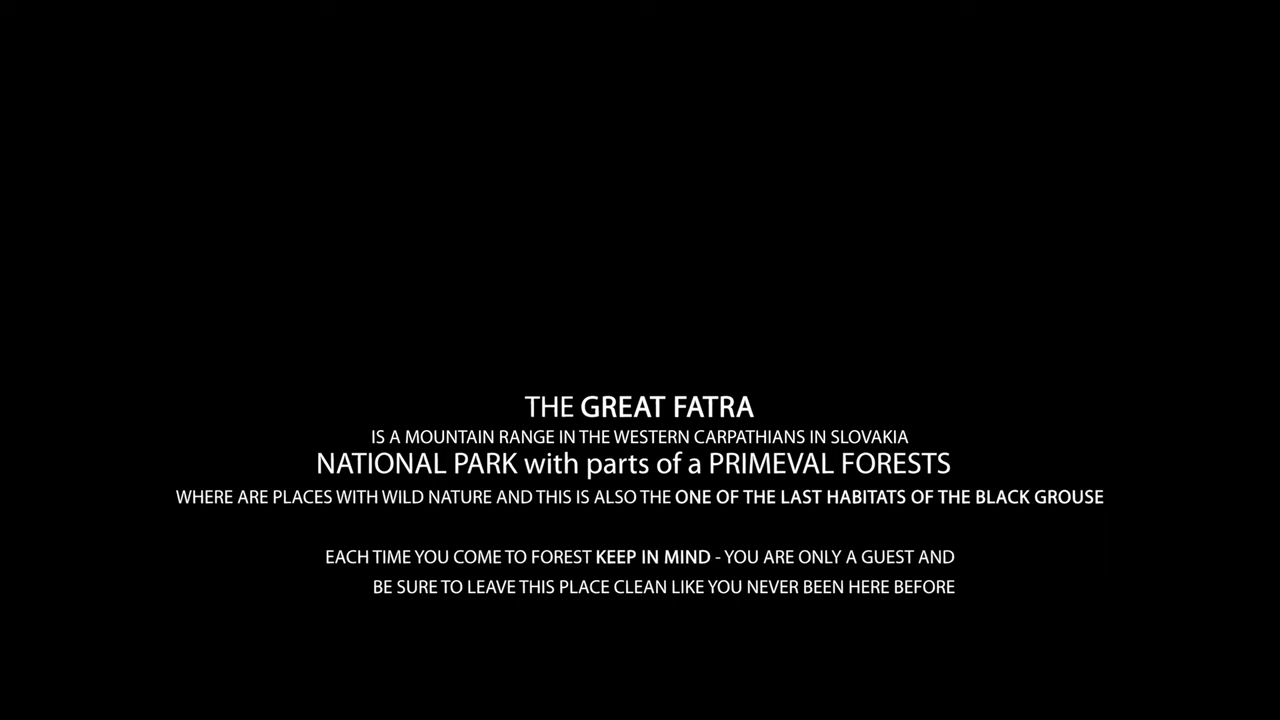 THE GREAT FATRA
IS A MOUNTAIN RANGE IN THE WESTERN CARPATHIANS IN SLOVAKIA
NATIONAL PARK with parts of a PRIMEVAL FORESTS
WHERE ARE PLACES WITH WILD NATURE AND THIS IS ALSO THE ONE OF THE LAST HABITATS OF THE BLACK GROUSE
EACH TIME YOU COME TO FOREST KEEP IN MIND - YOU ARE ONLY A GUEST AND
BE SURE TO LEAVE THIS PLACE CLEAN LIKE YOU NEVER BEEN HERE BEFORE